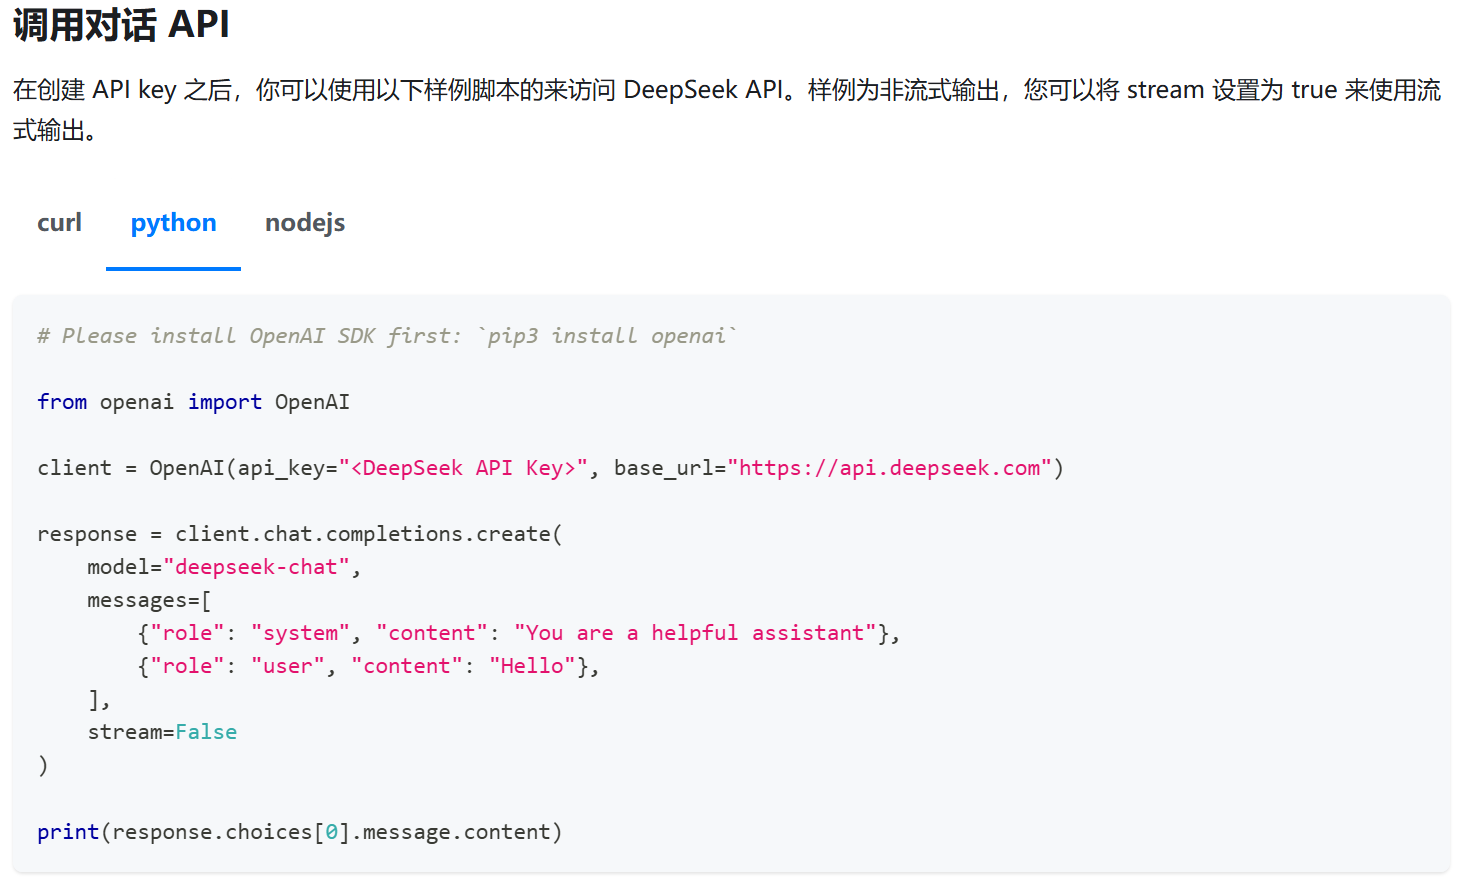 调用对话 API
在创建 API key 之后，你可以使用以下样例脚本的来访问 DeepSeek API。样例为非流式输出，您可以将 stream 设置为 true 来使用流
式输出。
curl python nodejs
# Please install OpenAI SDK first: `pip3 install openai`
from openai import OpenAI
client = OpenAI(api_key="<DeepSeek API Key>", base_url="https://api.deepseek.com")
response = client.chat.completions.create(
    model="deepseek-chat",
    messages=[
        {"role": "system", "content": "You are a helpful assistant"},
        {"role": "user", "content": "Hello"},
    ],
    stream=False
)
print(response.choices[0].message.content)